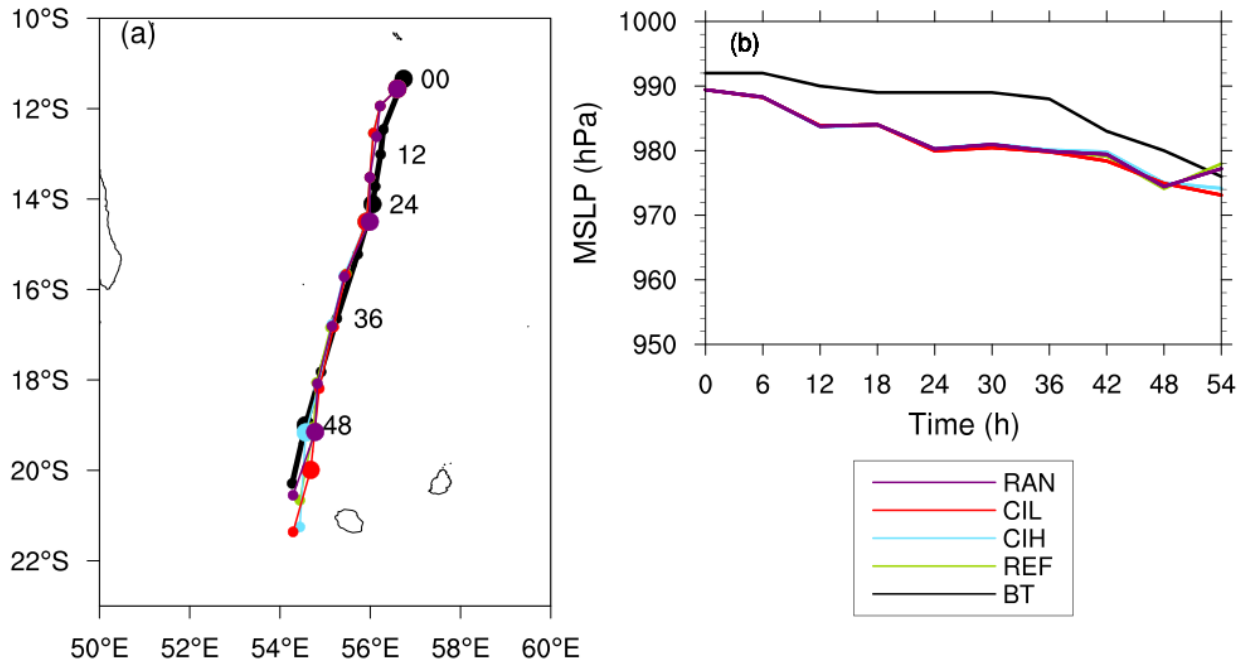 (a)
10°S
12°S
14°S
16°S
18°S
20°S
22°S
00
12
24
36
48
50°E 52°E 54°E 56°E 58°E 60°E
(b)
1000
990
980
970
960
950
MSLP (hPa)
0 6 12 18 24 30 36 42 48 54
Time (h)
RAN
CIL
CIH
REF
BT